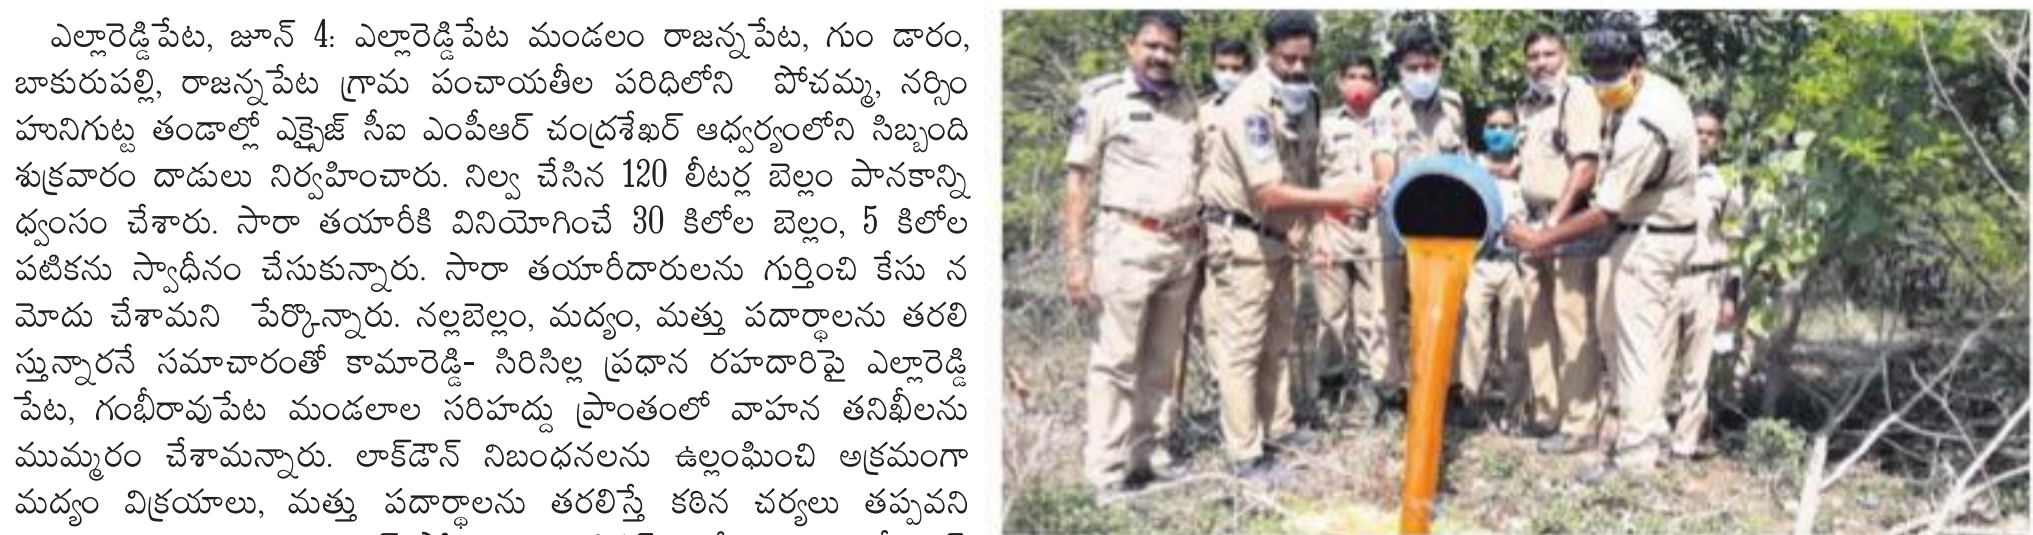 ఎల్లారెడ్డిపేట, జూన్ 4: ఎల్లారెడ్డిపేట మండలం రాజన్నపేట, గుం డారం,
బాకురుపల్లి, రాజన్నపేట గ్రామ పంచాయతీల పరిధిలోని పోచమ్మ, నర్సిం
హునిగుట్ట తండాల్లో ఎక్సైజ్ సీఐ ఎంపీఆర్ చంద్రశేఖర్ ఆధ్వర్యంలోని సిబ్బంది
శుక్రవారం దాడులు నిర్వహించారు. నిల్వ చేసిన 120 లీటర్ల బెల్లం పానకాన్ని
ధ్వంసం చేశారు. సారా తయారీకి వినియోగించే 30 కిలోల బెల్లం, 5 కిలోల
పటికను స్వాధీనం చేసుకున్నారు. సారా తయారీదారులను గుర్తించి కేసు న
మోదు చేశామని పేర్కొన్నారు. నల్లబెల్లం, మద్యం, మత్తు పదార్థాలను తరలి
స్తున్నారనే సమాచారంతో కామారెడ్డి- సిరిసిల్ల ప్రధాన రహదారిపై ఎల్లారెడ్డి
పేట, గంభీరావుపేట మండలాల సరిహద్దు ప్రాంతంలో వాహన తనిఖీలను
ముమ్మరం చేశామన్నారు. లాక్‌డౌన్ నిబంధనలను ఉల్లంఘించి అక్రమంగా
మద్యం విక్రయాలు, మత్తు పదార్థాలను తరలిస్తే కఠిన చర్యలు తప్పవని